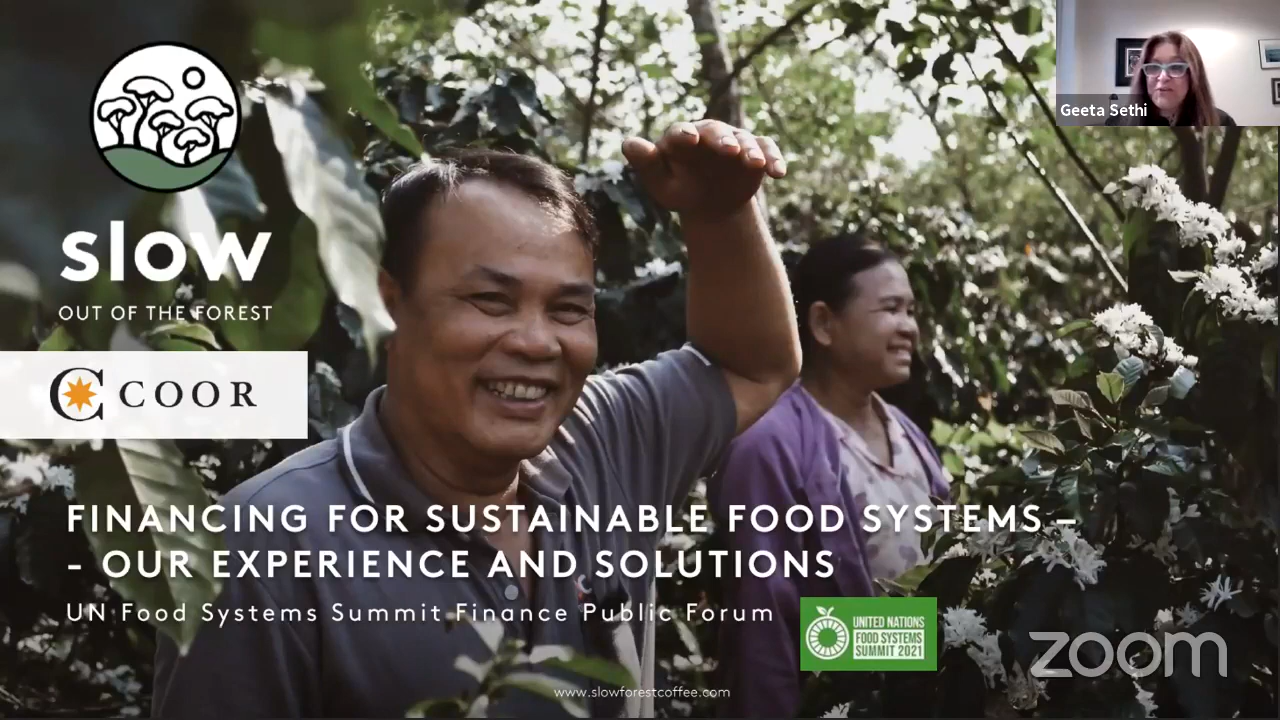 Geeta Sethi
slow
OUT OF THE FOREST
COOR
FINANCING FOR SUSTAINABLE FOOD SYSTEMS –
- OUR EXPERIENCE AND SOLUTIONS
UN Food Systems Summit Finance Public Forum
UNITED NATIONS
FOOD SYSTEMS
SUMMIT 2021
zoom
www.slowforestcoffee.com